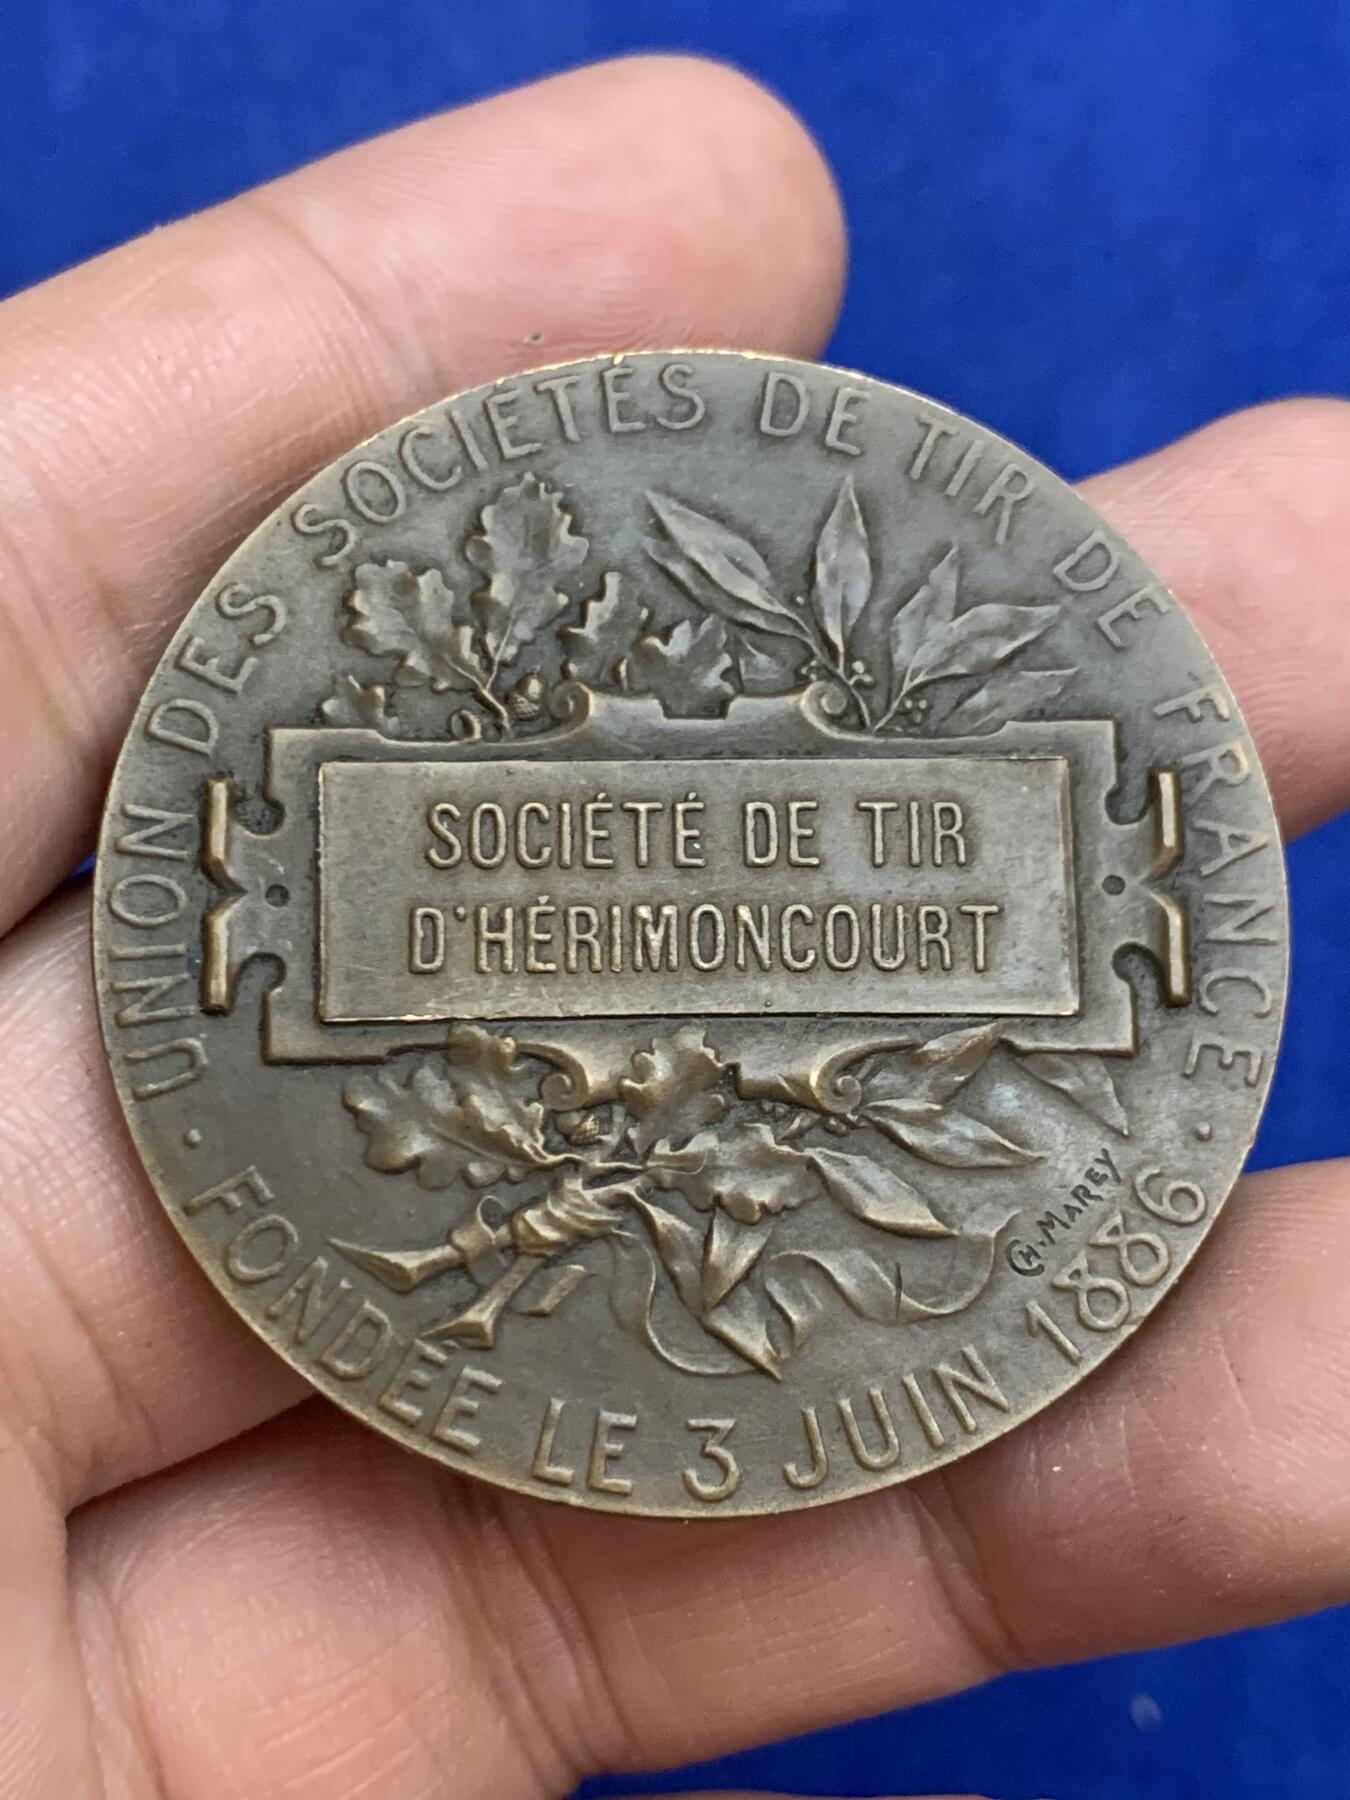 UNION DES SOCIÉTÉS DE TIR DE FRANCE
SOCIÉTÉ DE TIR
D'HÉRIMONCOURT
CH. MAREY
· FONDÉE LE 3 JUIN 1886 ·